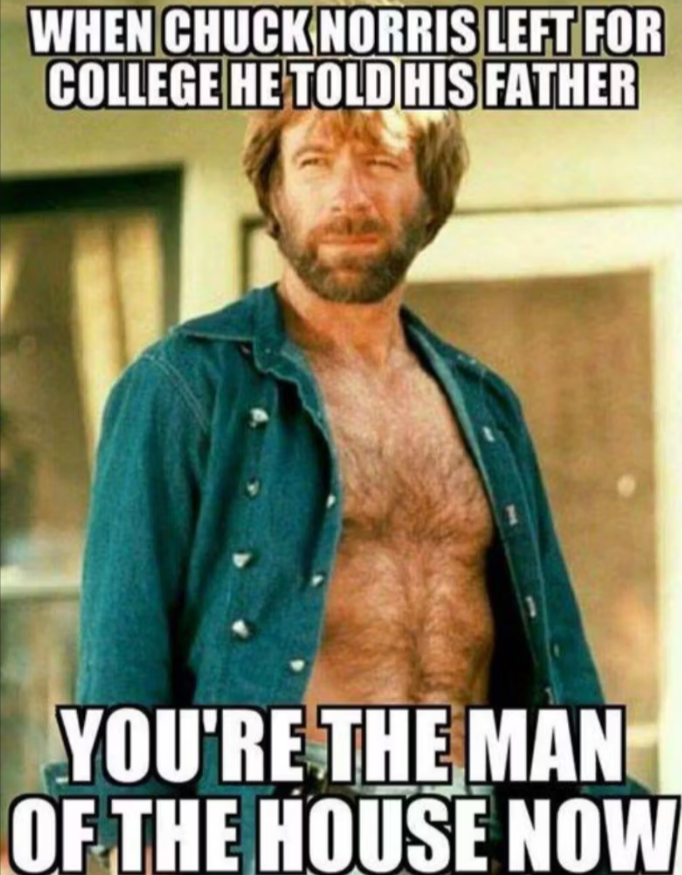 WHEN CHUCK NORRIS LEFT FOR
COLLEGE HE TOLD HIS FATHER
YOU'RE THE MAN
OF THE HOUSE NOW